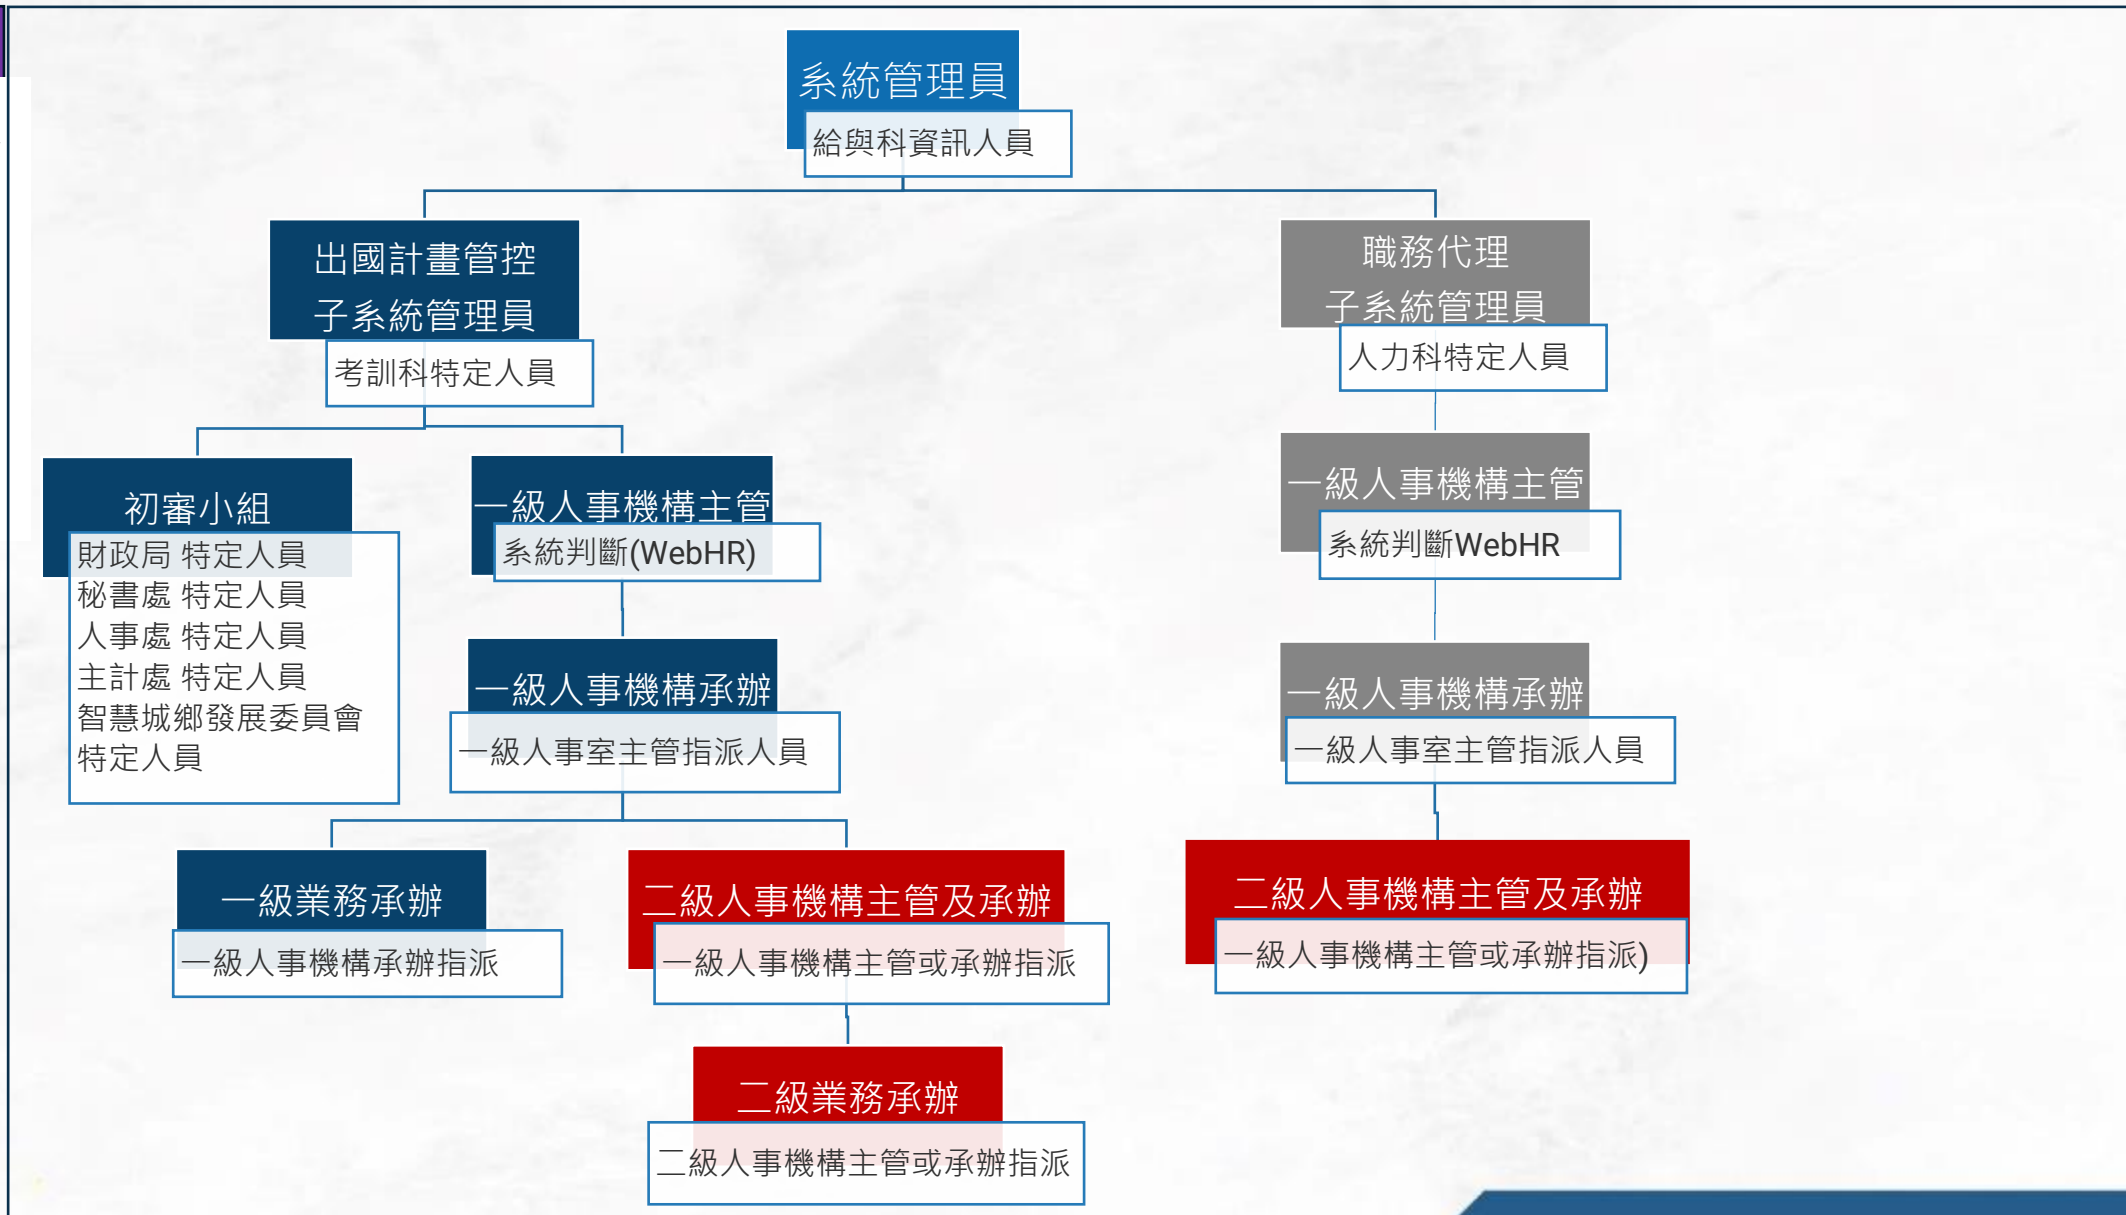 系統管理員
給與科資訊人員
出國計畫管控
子系統管理員
考訓科特定人員
職務代理
子系統管理員
人力科特定人員
初審小組
財政局 特定人員
秘書處 特定人員
人事處 特定人員
主計處 特定人員
智慧城鄉發展委員會
特定人員
一級人事機構主管
系統判斷(WebHR)
一級人事機構主管
系統判斷WebHR
一級人事機構承辦
一級人事室主管指派人員
一級人事機構承辦
一級人事室主管指派人員
一級業務承辦
一級人事機構承辦指派
二級人事機構主管及承辦
一級人事機構主管或承辦指派
二級人事機構主管及承辦
一級人事機構主管或承辦指派)
二級業務承辦
二級人事機構主管或承辦指派